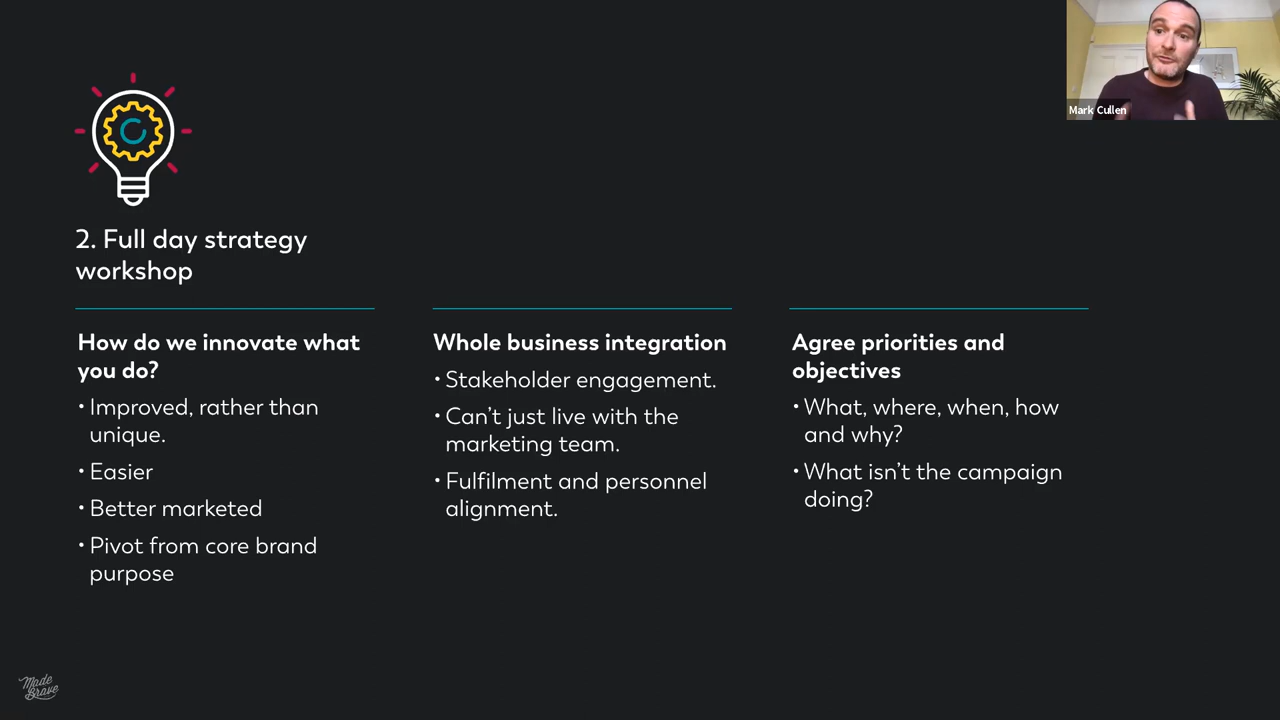 Mark Cullen
2. Full day strategy
workshop
How do we innovate what
you do?
• Improved, rather than
unique.
• Easier
• Better marketed
• Pivot from core brand
purpose
Whole business integration
• Stakeholder engagement.
• Can't just live with the
marketing team.
• Fulfilment and personnel
alignment.
Agree priorities and
objectives
• What, where, when, how
and why?
• What isn't the campaign
doing?
Made
Brave